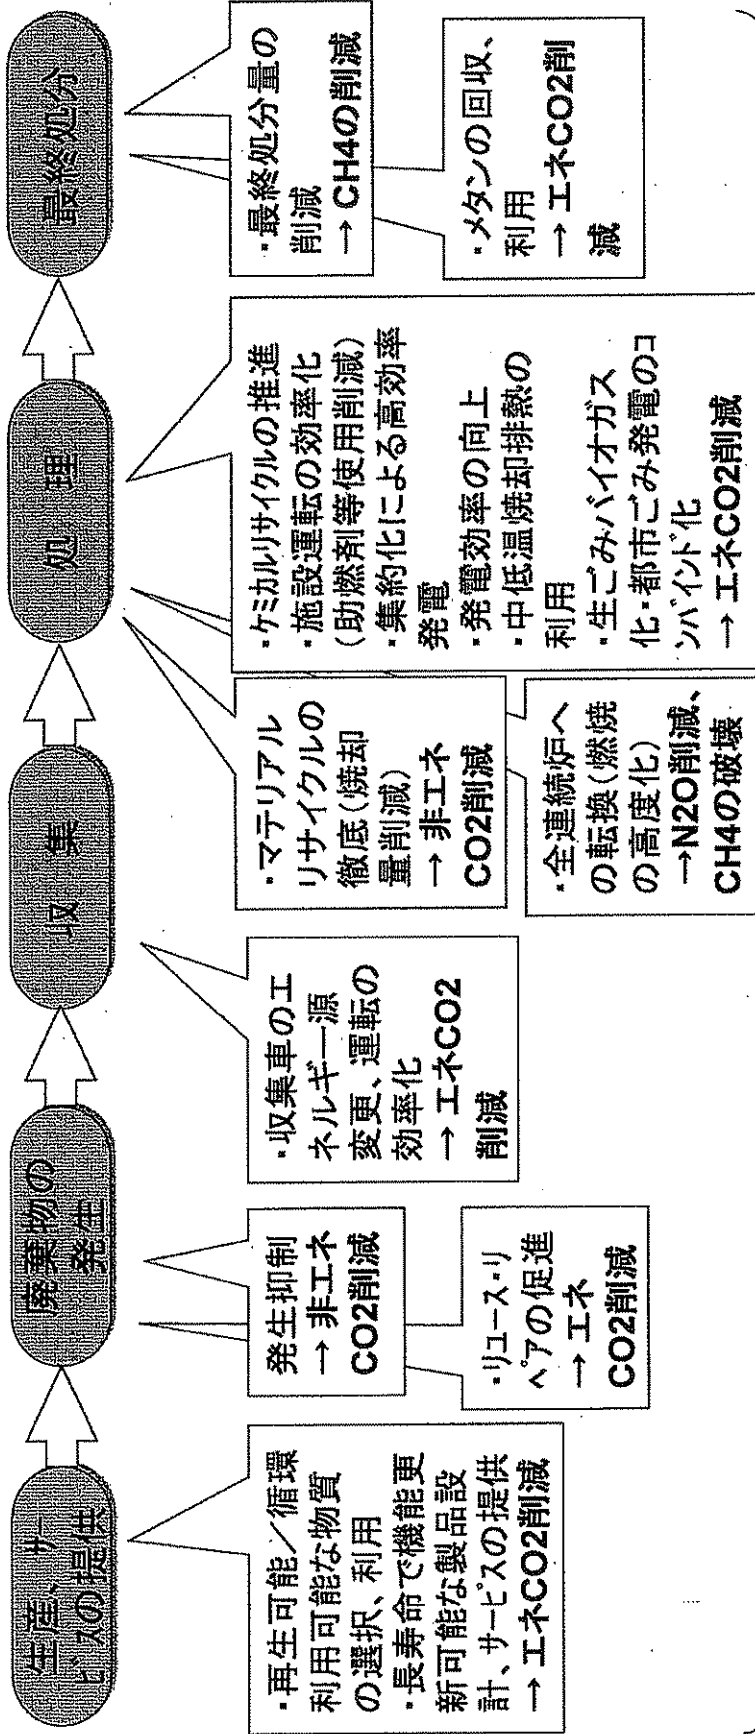 生産、サー
ビスの提供
廃棄物の
発生
収 集
処 理
最終処分
・再生可能／循環
利用可能な物質
の選択、利用
・長寿命で機能更
新可能な製品設
計、サービスの提供
→ エネCO2削減
発生抑制
→ 非エネ
CO2削減
・リユース・リ
ペアの促進
→ エネ
CO2削減
・収集車のエ
ネルギー源
変更、運転の
効率化
→ エネCO2
削減
・マテリアル
リサイクルの
徹底(焼却
量削減)
→ 非エネ
CO2削減
・全連続炉へ
の転換(燃焼
の高度化)
→N2O削減、
CH4の破壊
・ケミカルリサイクルの推進
・施設運転の効率化
(助燃剤等使用削減)
・集約化による高効率
発電
・発電効率の向上
・中低温焼却排熱の
利用
・生ごみバイオガス
化・都市ごみ発電のコ
ンバインド化
→ エネCO2削減
・最終処分量の
削減
→ CH4の削減
・メタンの回収、
利用
→ エネCO2削
減